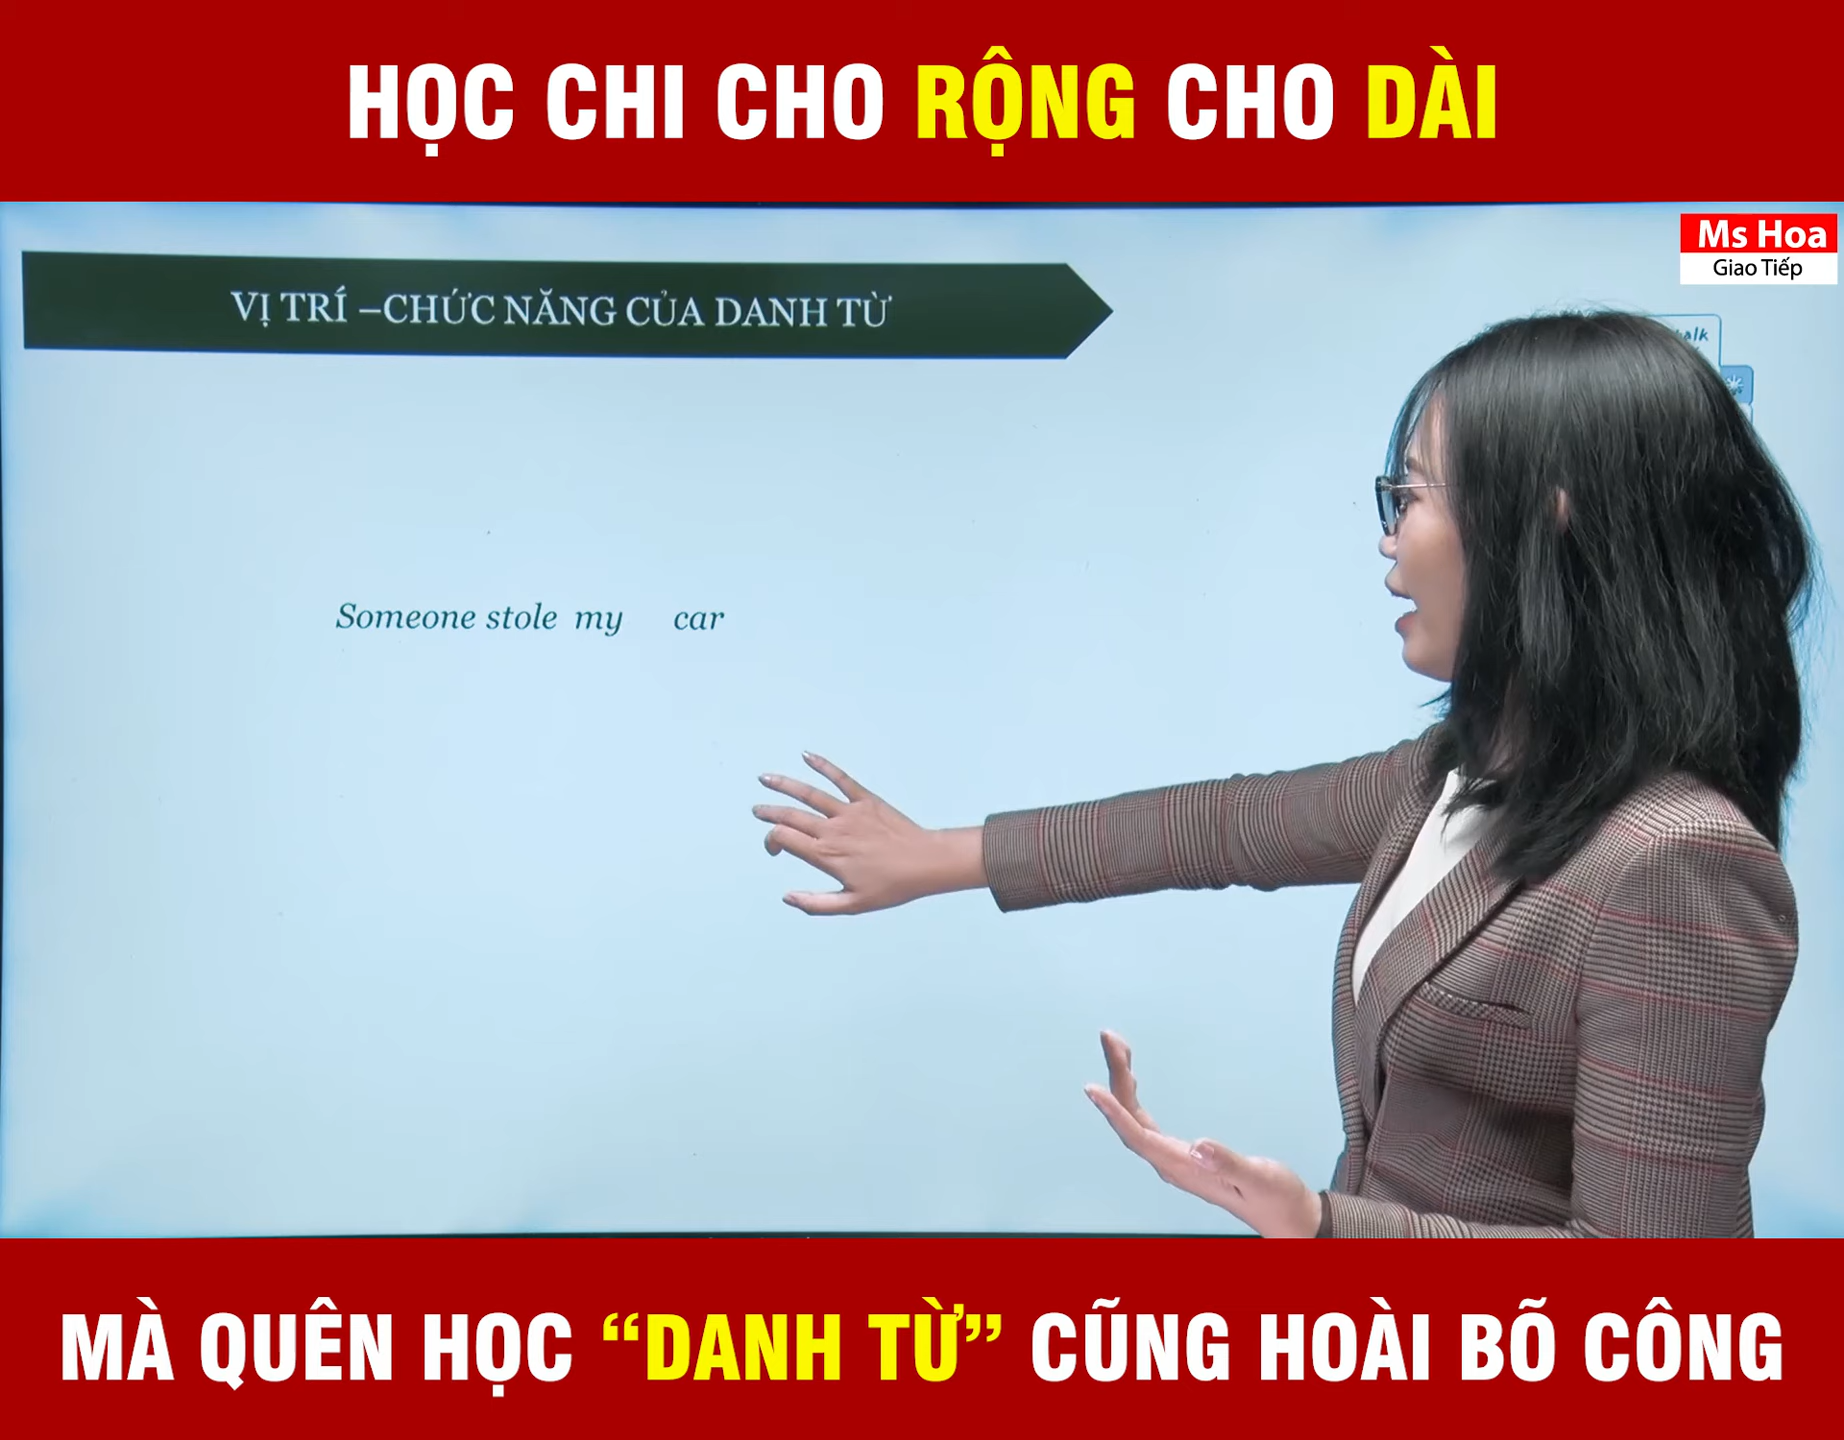 HỌC CHI CHO RỘNG CHO DÀI
Ms Hoa
Giao Tiếp
VỊ TRÍ –CHỨC NĂNG CỦA DANH TỪ
alk
Someone stole my car
MÀ QUÊN HỌC “DANH TỪ” CŨNG HOÀI BÕ CÔNG